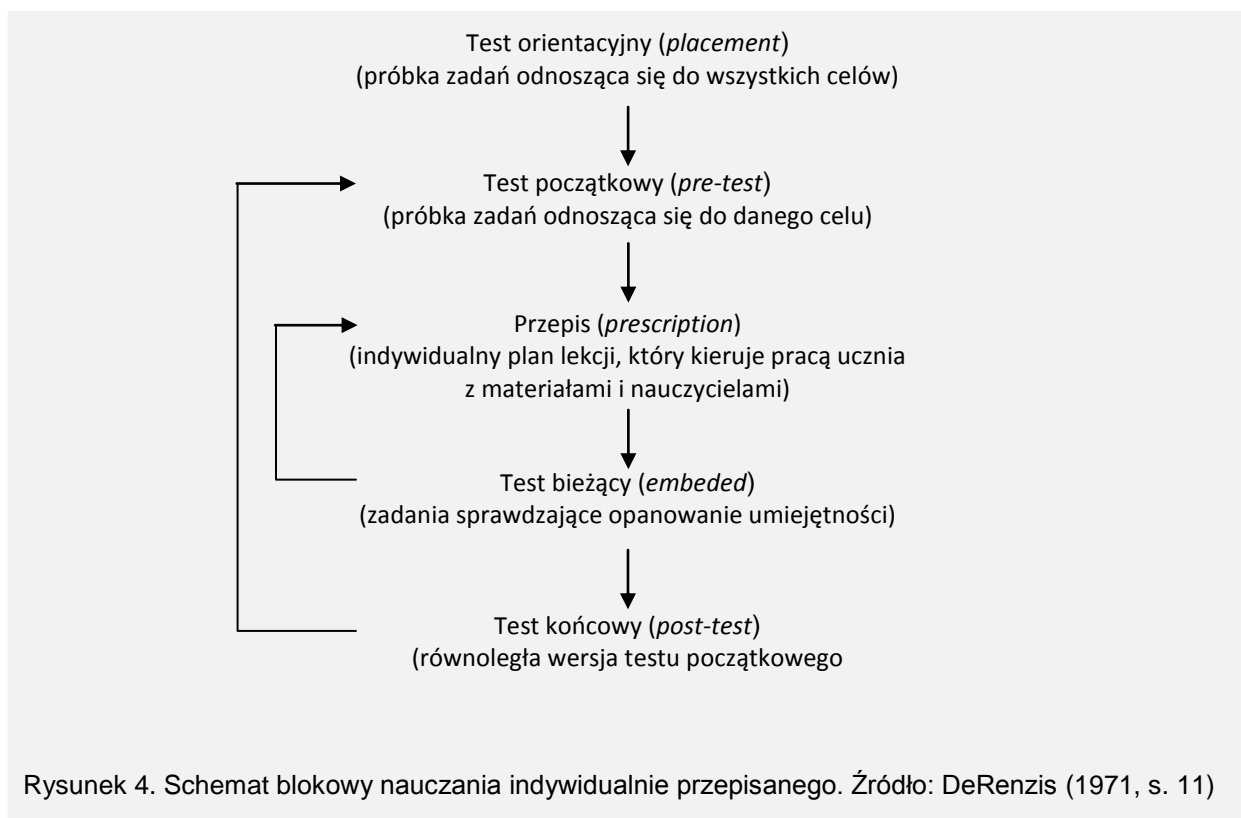 Test orientacyjny (placement)
(próbka zadań odnosząca się do wszystkich celów)
Test początkowy (pre-test)
(próbka zadań odnosząca się do danego celu)
Przepis (prescription)
(indywidualny plan lekcji, który kieruje pracą ucznia
z materiałami i nauczycielami)
Test bieżący (embeded)
(zadania sprawdzające opanowanie umiejętności)
Test końcowy (post-test)
(równoległa wersja testu początkowego
Rysunek 4. Schemat blokowy nauczania indywidualnie przepisanego. Źródło: DeRenzis (1971, s. 11)